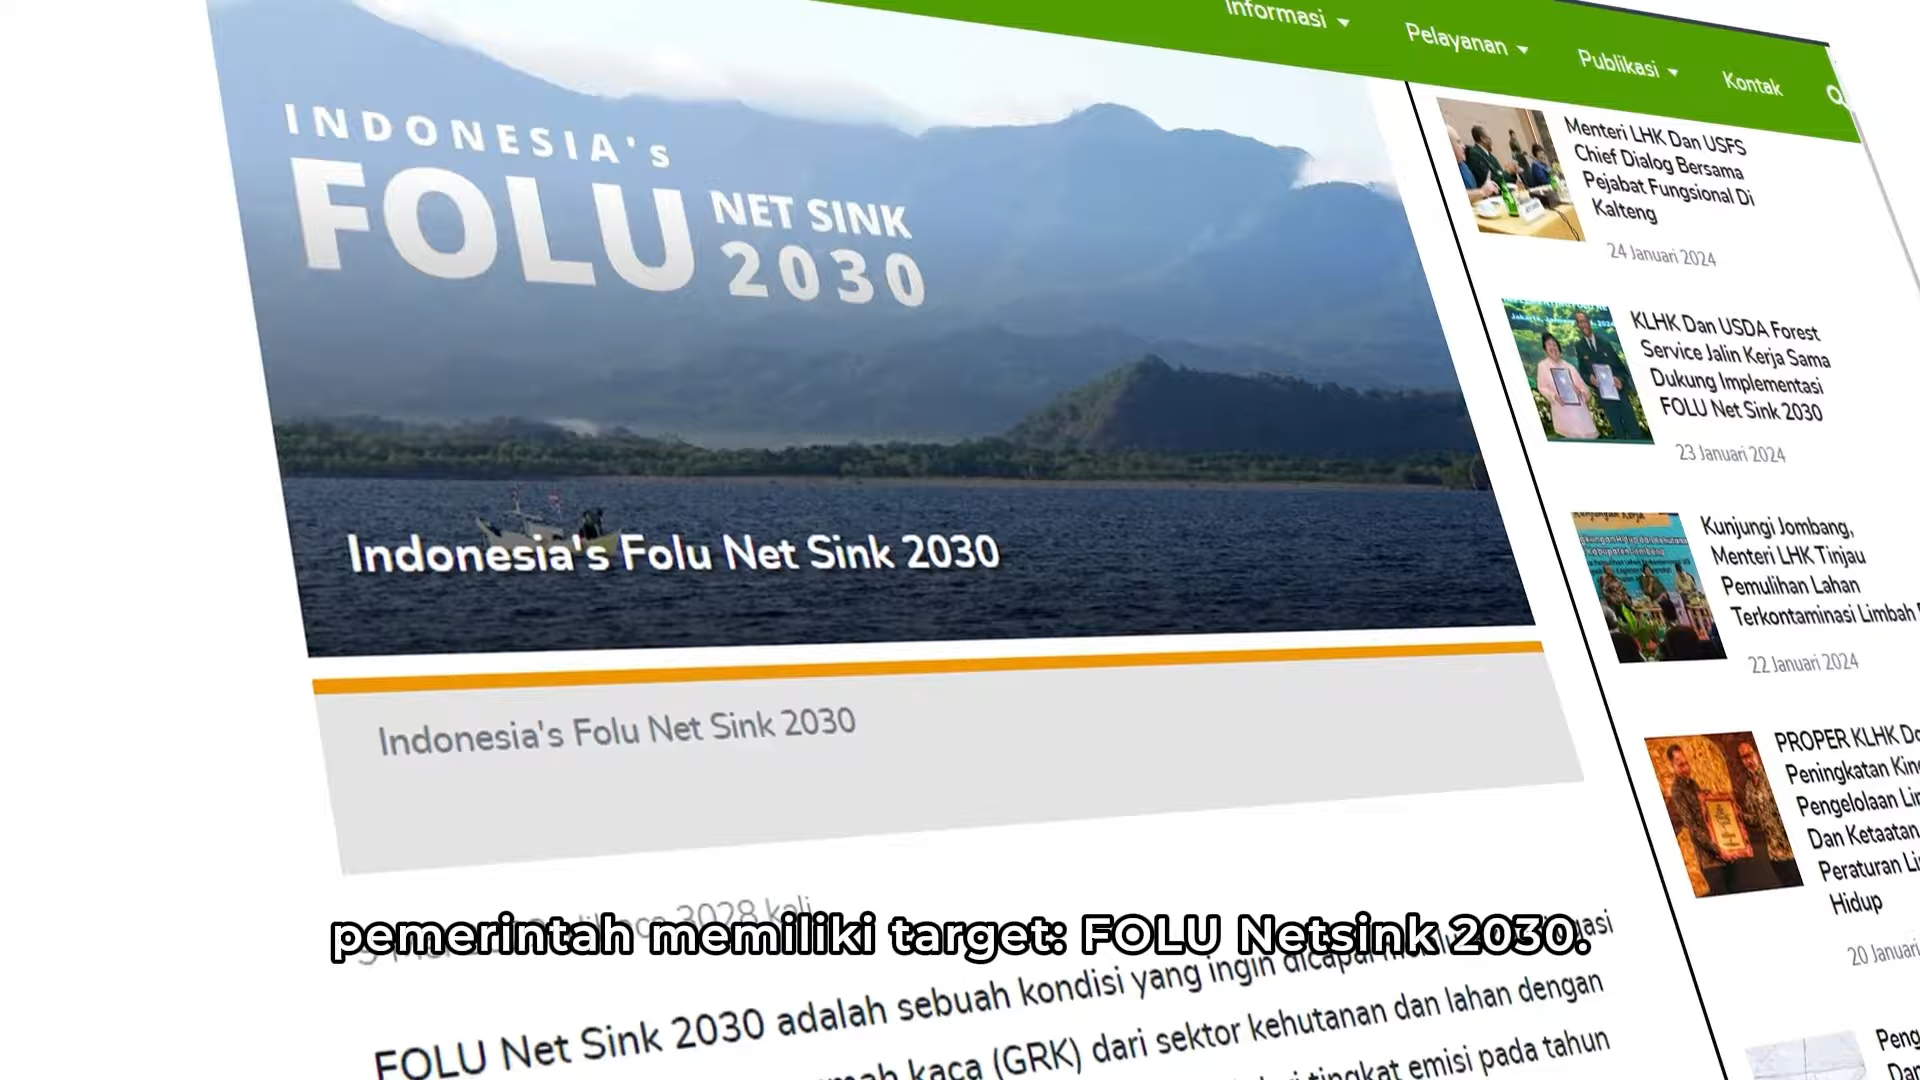 Informasi
Pelayanan
Publikasi
Kontak
INDONESIA's
FOLU NET SINK
2030
Indonesia's Folu Net Sink 2030
Indonesia's Folu Net Sink 2030
3028 kali
pemerintah memiliki target: FOLU Netsink 2030.
FOLU Net Sink 2030 adalah sebuah kondisi yang ingin dicapai
kaca (GRK) dari sektor kehutanan dan lahan dengan
tingkat emisi pada tahun
Menteri LHK Dan USFS
Chief Dialog Bersama
Pejabat Fungsional Di
Kalteng
24 Januari 2024
KLHK Dan USDA Forest
Service Jalin Kerja Sama
Dukung Implementasi
FOLU Net Sink 2030
23 Januari 2024
Kunjungi Jombang,
Menteri LHK Tinjau
Pemulihan Lahan
Terkontaminasi Limbah
22 Januari 2024
PROPER KLHK
Peningkatan
Pengelolaan
Dan Ketaatan
Peraturan
Hidup
20 Januari